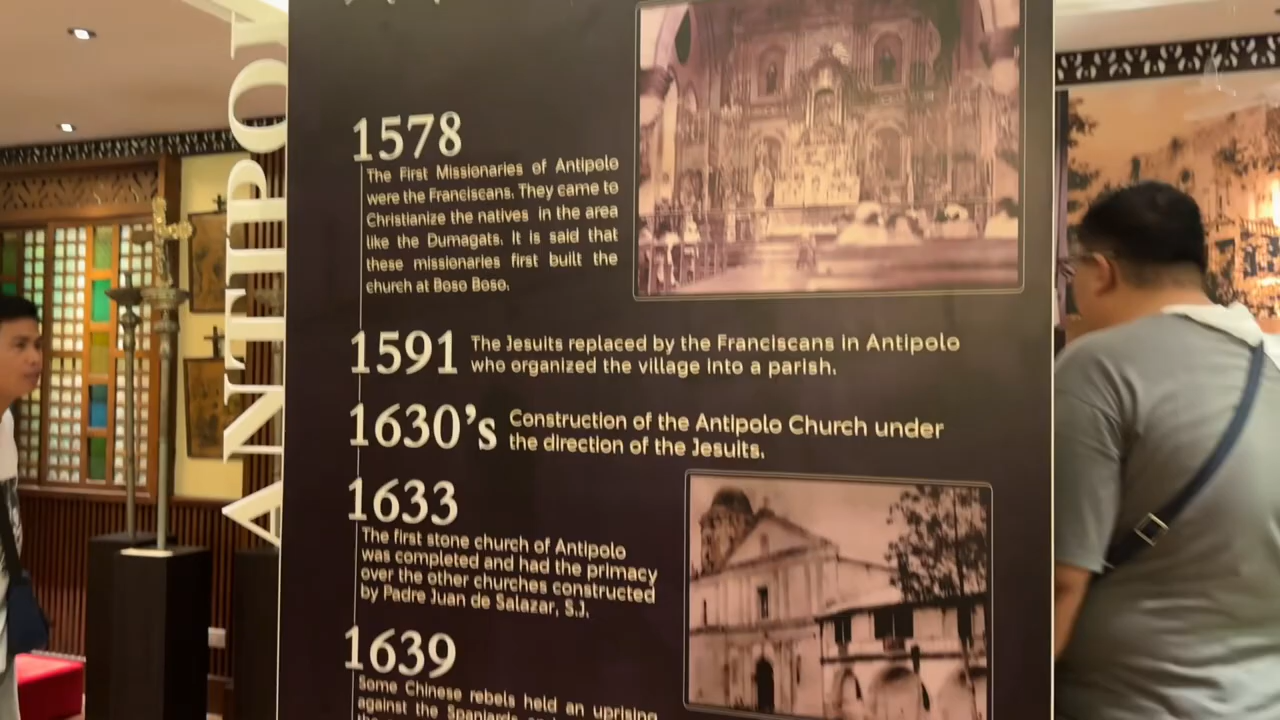 ANTIPOLO
1578
The First Missionaries of Antipolo
were the Franciscans. They came to
Christianize the natives in the area
like the Dumagats. It is said that
these missionaries first built the
church at Boso Boso.
1591
The Jesuits replaced by the Franciscans in Antipolo
who organized the village into a parish.
1630's
Construction of the Antipolo Church under
the direction of the Jesuits.
1633
The first stone church of Antipolo
was completed and had the primacy
over the other churches constructed
by Padre Juan de Salazar, S.J.
1639
Some Chinese rebels held an uprising
against the Spaniards